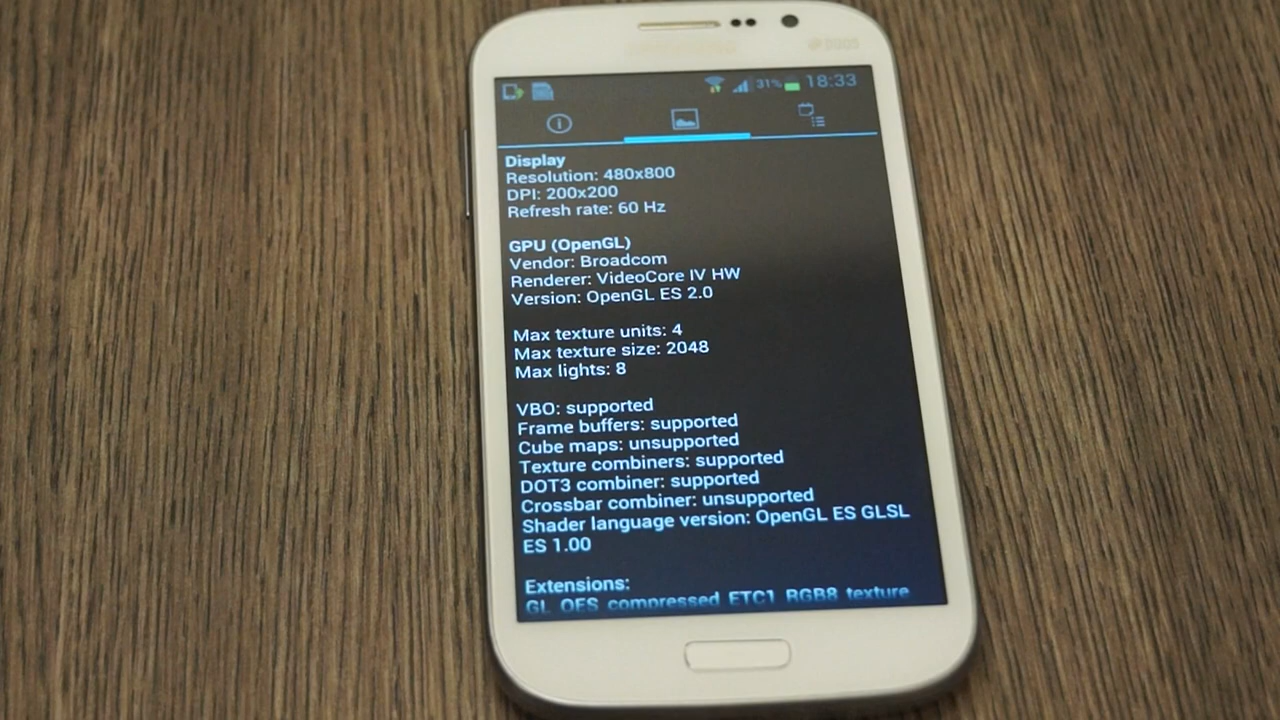 DUOS
31% 18:33
Display
Resolution: 480x800
DPI: 200x200
Refresh rate: 60 Hz
GPU (OpenGL)
Vendor: Broadcom
Renderer: VideoCore IV HW
Version: OpenGL ES 2.0
Max texture units: 4
Max texture size: 2048
Max lights: 8
VBO: supported
Frame buffers: supported
Cube maps: unsupported
Texture combiners: supported
DOT3 combiner: supported
Crossbar combiner: unsupported
Shader language version: OpenGL ES GLSL
ES 1.00
Extensions:
GL_OES_compressed_ETC1_RGB8_texture